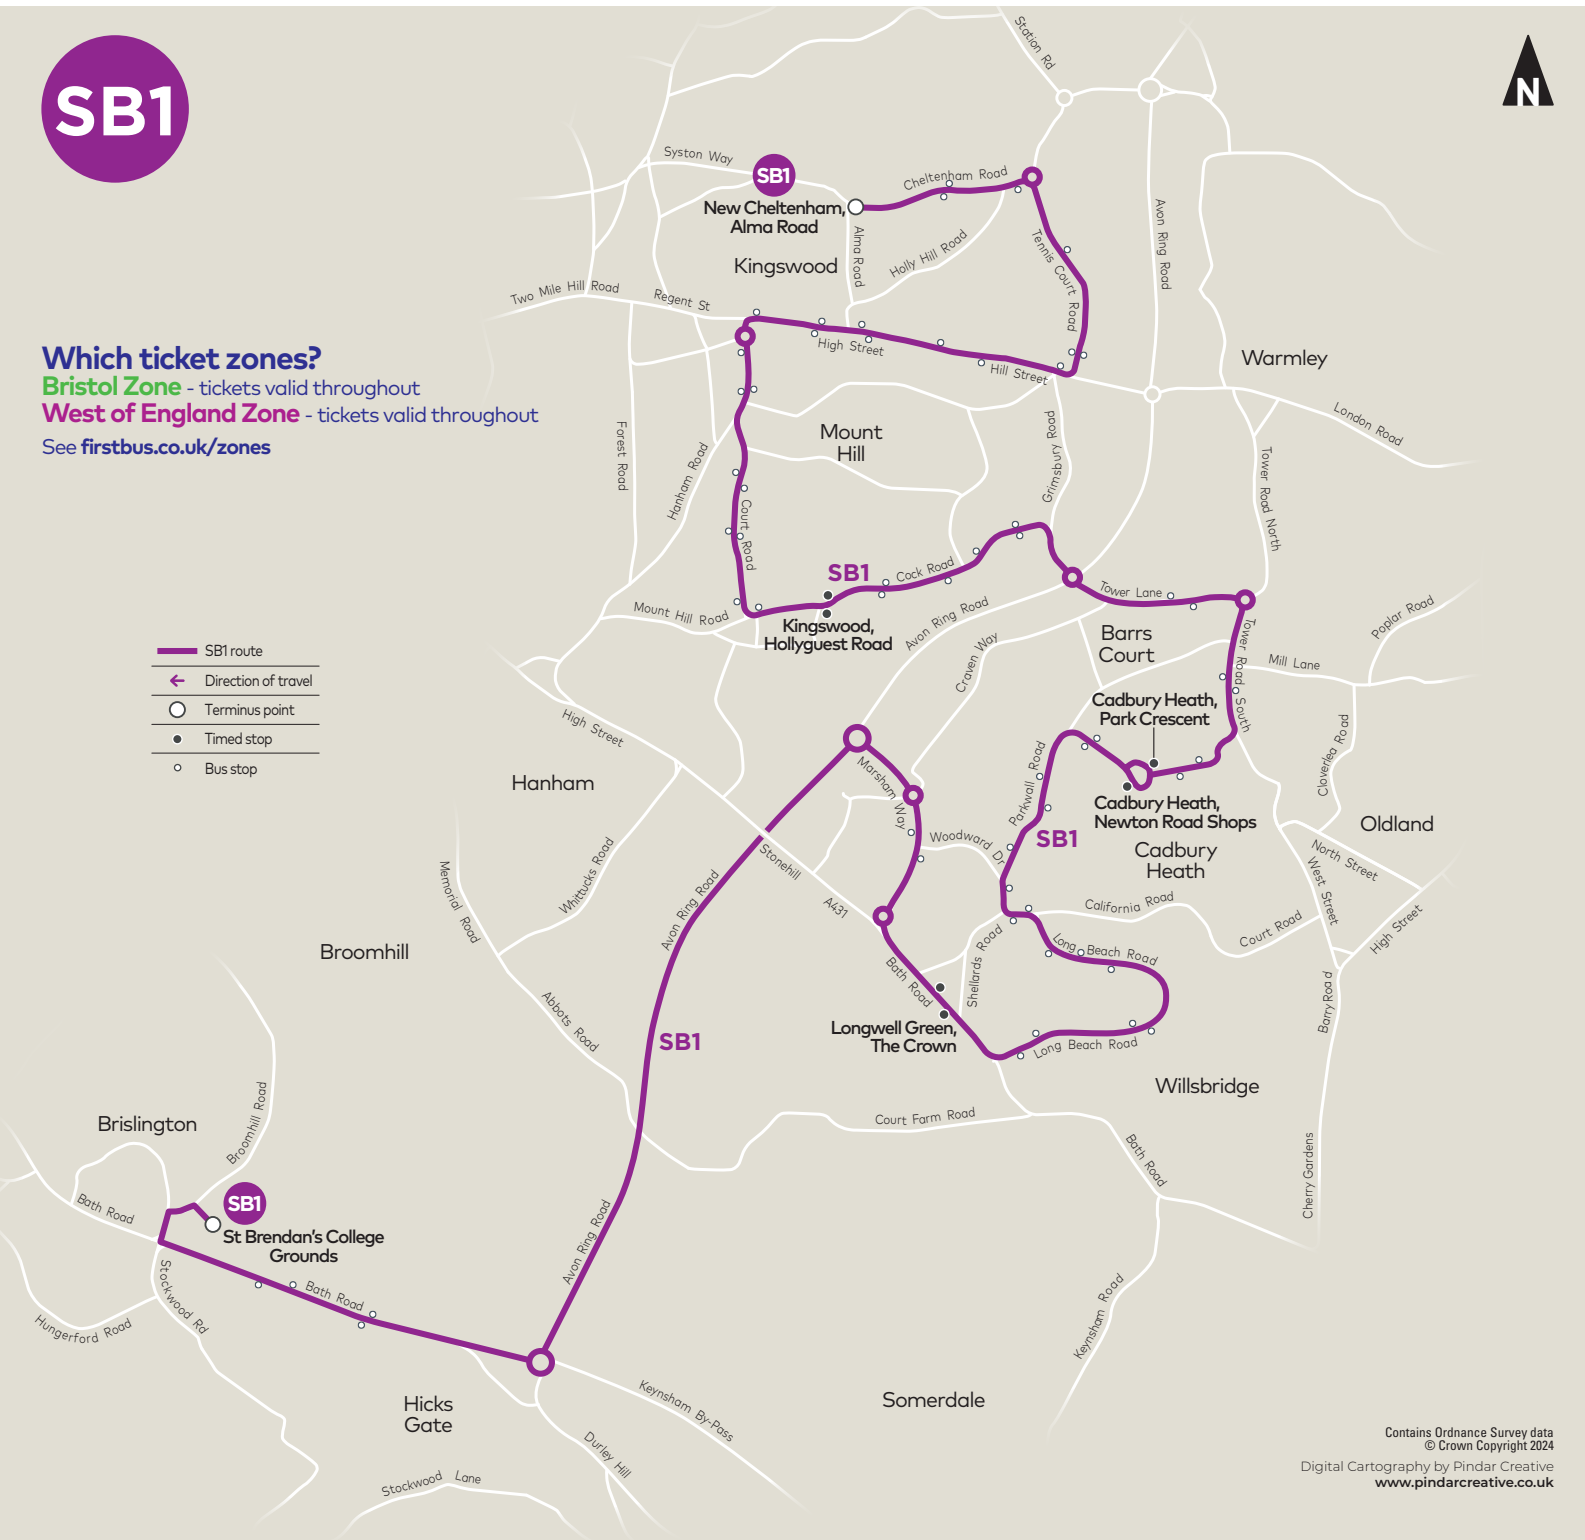 SB1
N
Station Rd
Syston Way
SB1
Cheltenham Road
New Cheltenham,
Alma Road
Alma Road
Holly Hill Road
Tennis Court Road
Avon Ring Road
Kingswood
Two Mile Hill Road
Regent St
High Street
Hill Street
Warmley
Which ticket zones?
Bristol Zone - tickets valid throughout
West of England Zone - tickets valid throughout
See firstbus.co.uk/zones
London Road
Mount
Hill
Forest Road
Hanham Road
Grimsbury Road
Tower Road North
Court Road
SB1
Cock Road
Tower Lane
Mount Hill Road
Kingswood,
Hollyguest Road
Avon Ring Road
Craven Way
Barrs
Court
Poplar Road
Mill Lane
Tower Road South
SB1 route
Direction of travel
Terminus point
Timed stop
Bus stop
Cadbury Heath,
Park Crescent
High Street
Hanham
Marsham Way
Parkwall Road
Cloverlea Road
Cadbury Heath,
Newton Road Shops
SB1
Oldland
Woodward Dr
Cadbury
Heath
North Street
West Street
Stonehill
Whittucks Road
Memorial Road
A431
Avon Ring Road
California Road
Court Road
High Street
Broomhill
Shellards Road
Long Beach Road
Bath Road
Abbots Road
Barry Road
Longwell Green,
The Crown
SB1
Long Beach Road
Willsbridge
Court Farm Road
Brislington
Broomhill Road
Bath Road
Cherry Gardens
Bath Road
SB1
St Brendan's College
Grounds
Avon Ring Road
Stockwood Rd
Bath Road
Hungerford Road
Keynsham Road
Keynsham By-Pass
Hicks
Gate
Somerdale
Durley Hill
Stockwood Lane
Contains Ordnance Survey data
© Crown Copyright 2024
Digital Cartography by Pindar Creative
www.pindarcreative.co.uk